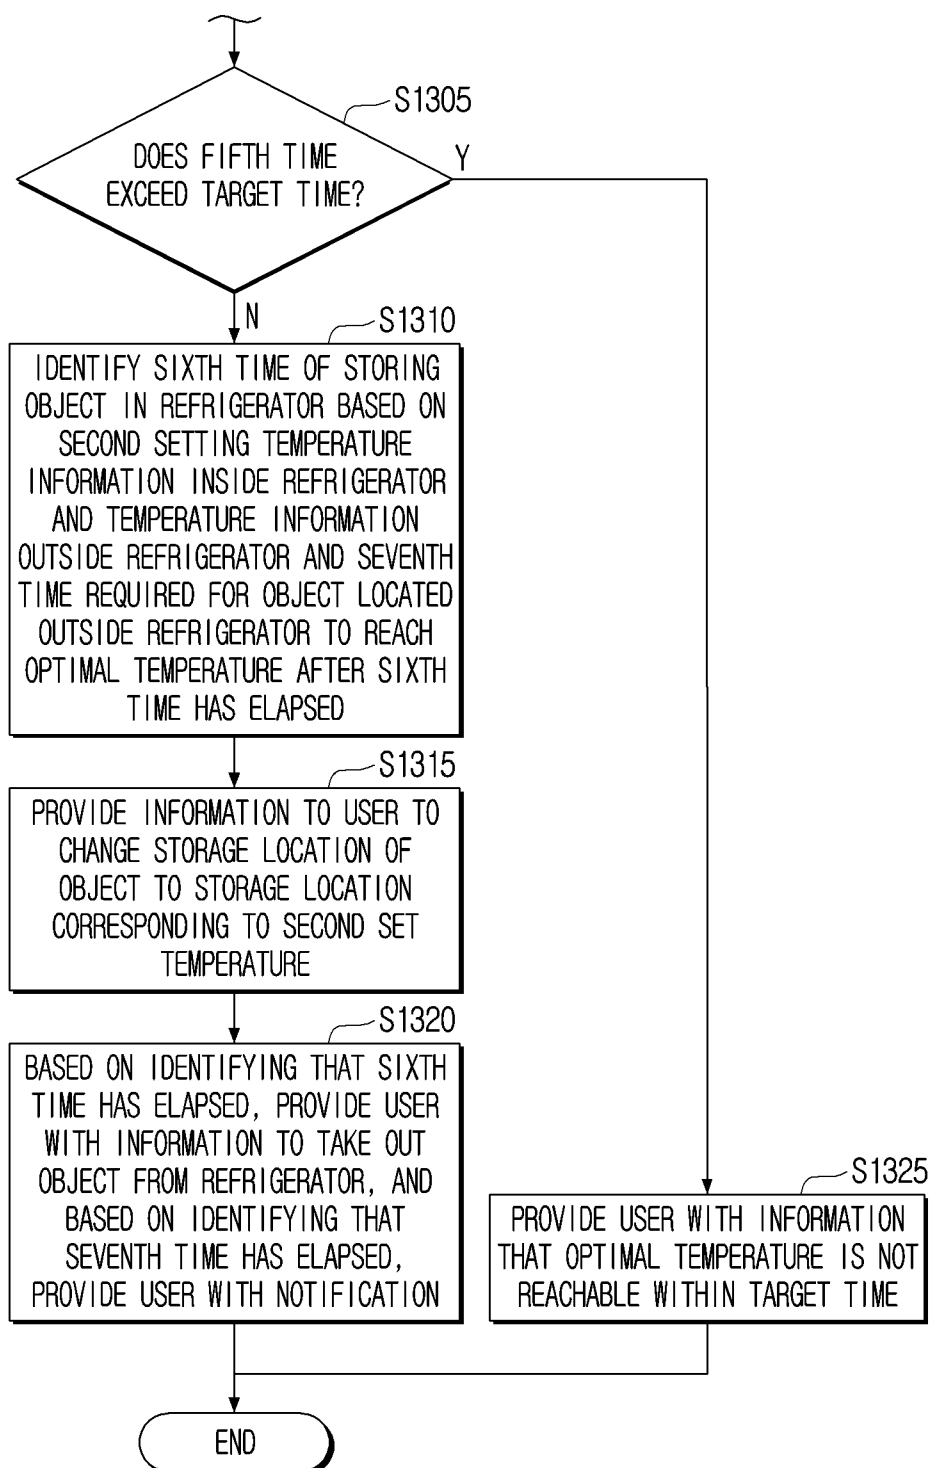 S1305
DOES FIFTH TIME
EXCEED TARGET TIME?
Y
N
S1310
IDENTIFY SIXTH TIME OF STORING
OBJECT IN REFRIGERATOR BASED ON
SECOND SETTING TEMPERATURE
INFORMATION INSIDE REFRIGERATOR
AND TEMPERATURE INFORMATION
OUTSIDE REFRIGERATOR AND SEVENTH
TIME REQUIRED FOR OBJECT LOCATED
OUTSIDE REFRIGERATOR TO REACH
OPTIMAL TEMPERATURE AFTER SIXTH
TIME HAS ELAPSED
S1315
PROVIDE INFORMATION TO USER TO
CHANGE STORAGE LOCATION OF
OBJECT TO STORAGE LOCATION
CORRESPONDING TO SECOND SET
TEMPERATURE
S1320
BASED ON IDENTIFYING THAT SIXTH
TIME HAS ELAPSED, PROVIDE USER
WITH INFORMATION TO TAKE OUT
OBJECT FROM REFRIGERATOR, AND
BASED ON IDENTIFYING THAT
SEVENTH TIME HAS ELAPSED,
PROVIDE USER WITH NOTIFICATION
S1325
PROVIDE USER WITH INFORMATION
THAT OPTIMAL TEMPERATURE IS NOT
REACHABLE WITHIN TARGET TIME
END